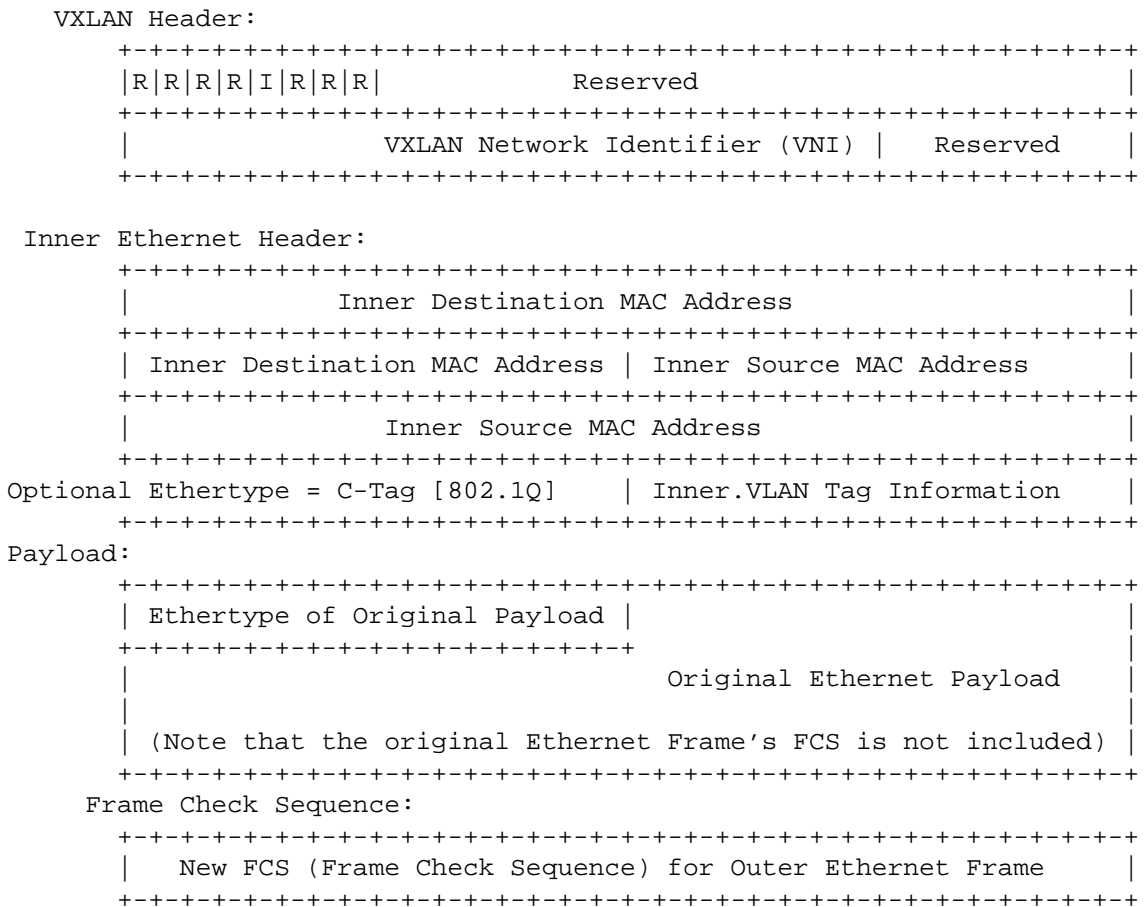 VXLAN Header:
+-+-+-+-+-+-+-+-+-+-+-+-+-+-+-+-+-+-+-+-+-+-+-+-+-+-+-+-+-+-+-+-+
|R|R|R|R|I|R|R|R|            Reserved                           |
+-+-+-+-+-+-+-+-+-+-+-+-+-+-+-+-+-+-+-+-+-+-+-+-+-+-+-+-+-+-+-+-+
|                VXLAN Network Identifier (VNI) |   Reserved    |
+-+-+-+-+-+-+-+-+-+-+-+-+-+-+-+-+-+-+-+-+-+-+-+-+-+-+-+-+-+-+-+-+
Inner Ethernet Header:
+-+-+-+-+-+-+-+-+-+-+-+-+-+-+-+-+-+-+-+-+-+-+-+-+-+-+-+-+-+-+-+-+
|             Inner Destination MAC Address                     |
+-+-+-+-+-+-+-+-+-+-+-+-+-+-+-+-+-+-+-+-+-+-+-+-+-+-+-+-+-+-+-+-+
| Inner Destination MAC Address | Inner Source MAC Address      |
+-+-+-+-+-+-+-+-+-+-+-+-+-+-+-+-+-+-+-+-+-+-+-+-+-+-+-+-+-+-+-+-+
|                Inner Source MAC Address                       |
+-+-+-+-+-+-+-+-+-+-+-+-+-+-+-+-+-+-+-+-+-+-+-+-+-+-+-+-+-+-+-+-+
Optional Ethertype = C-Tag [802.1Q]    | Inner.VLAN Tag Information    |
+-+-+-+-+-+-+-+-+-+-+-+-+-+-+-+-+-+-+-+-+-+-+-+-+-+-+-+-+-+-+-+-+
Payload:
+-+-+-+-+-+-+-+-+-+-+-+-+-+-+-+-+-+-+-+-+-+-+-+-+-+-+-+-+-+-+-+-+
| Ethertype of Original Payload |                               |
+-+-+-+-+-+-+-+-+-+-+-+-+-+-+-+-+                               |
|                                  Original Ethernet Payload    |
|                                                               |
| (Note that the original Ethernet Frame's FCS is not included) |
+-+-+-+-+-+-+-+-+-+-+-+-+-+-+-+-+-+-+-+-+-+-+-+-+-+-+-+-+-+-+-+-+
Frame Check Sequence:
+-+-+-+-+-+-+-+-+-+-+-+-+-+-+-+-+-+-+-+-+-+-+-+-+-+-+-+-+-+-+-+-+
|   New FCS (Frame Check Sequence) for Outer Ethernet Frame     |
+-+-+-+-+-+-+-+-+-+-+-+-+-+-+-+-+-+-+-+-+-+-+-+-+-+-+-+-+-+-+-+-+